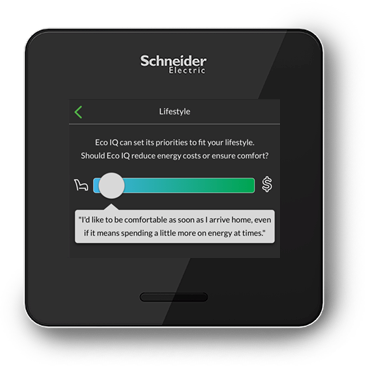 Schneider
Electric
Lifestyle
Eco IQ can set its priorities to fit your lifestyle.
Should Eco IQ reduce energy costs or ensure comfort?
$
"I'd like to be comfortable as soon as I arrive home, even
if it means spending a little more on energy at times."